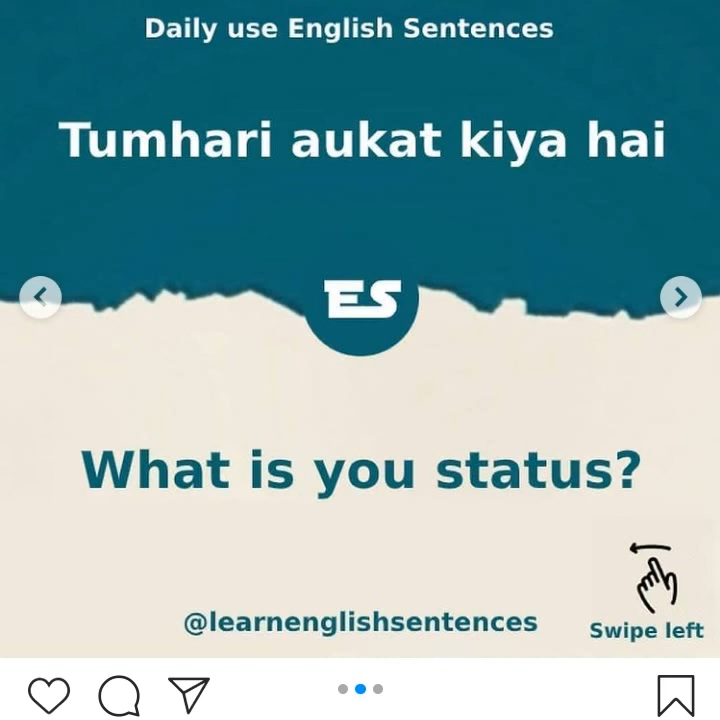 Daily use English Sentences
Tumhari aukat kiya hai
ES
What is you status?
@learnenglishsentences
Swipe left